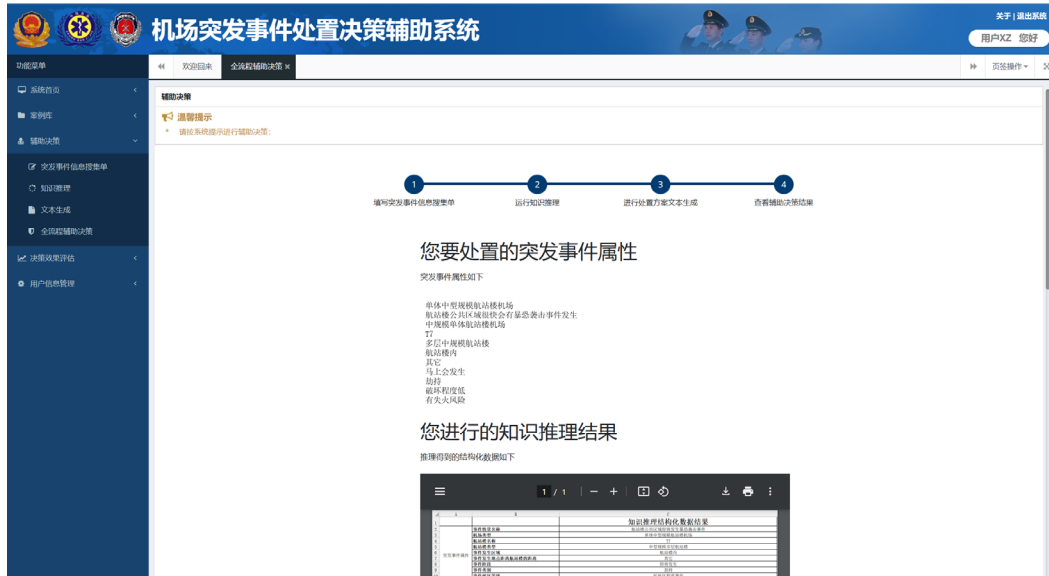 机场突发事件处置决策辅助系统
关于 | 退出系统
用户XZ 您好
功能菜单
欢迎回来
全流程辅助决策 ×
页签操作
系统首页
案例库
辅助决策
突发事件信息搜集单
知识推理
文本生成
全流程辅助决策
决策效果评估
用户信息管理
辅助决策
温馨提示
* 请按系统提示进行辅助决策:
1
2
3
4
填写突发事件信息搜集单
运行知识推理
进行处置方案文本生成
查看辅助决策结果
您要处置的突发事件属性
突发事件属性如下
单体中型规模航站楼机场
航站楼公共区域很快会有暴恐袭击事件发生
中规模单体航站楼机场
T7
多层中规模航站楼
航站楼内
其它
马上会发生
劫持
破坏程度低
有失火风险
您进行的知识推理结果
推理得到的结构化数据如下
1 / 1
知识推理结构化数据结果